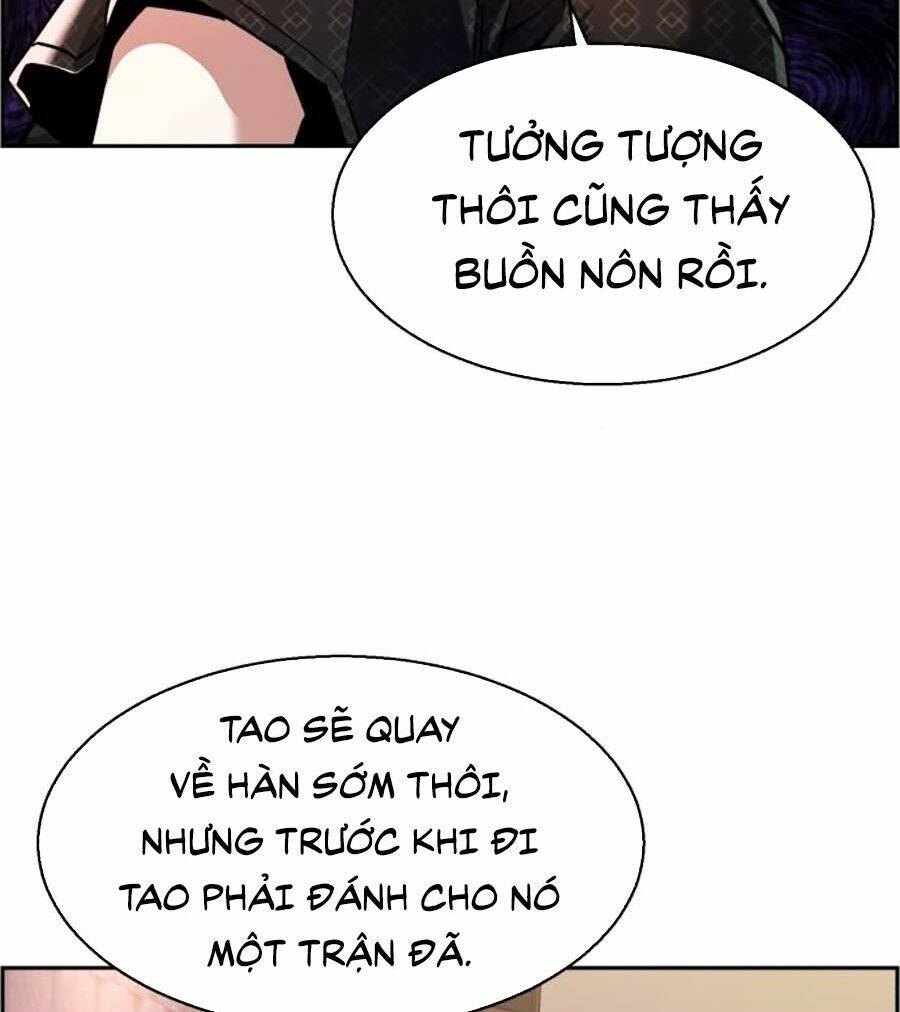 TƯỞNG TƯỢNG
THÔI CŨNG THẤY
BUỒN NÔN RỒI.
TAO SẼ QUAY
VỀ HÀN SỚM THÔI,
NHƯNG TRƯỚC KHI ĐI
TAO PHẢI ĐÁNH CHO NÓ
MỘT TRẬN ĐÃ.